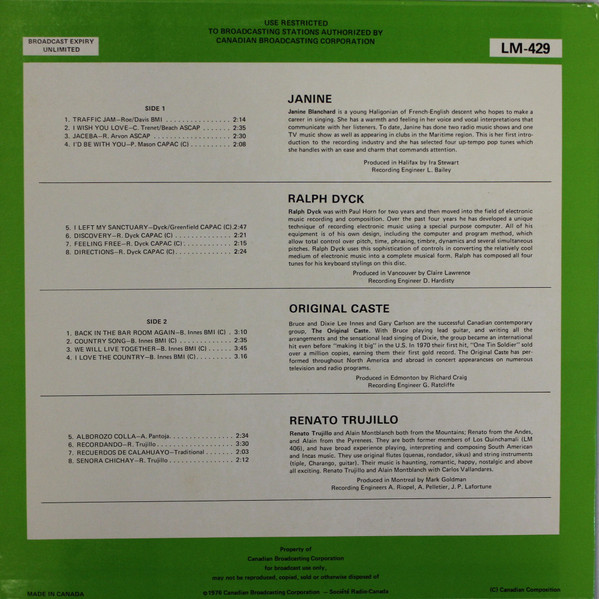 USE RESTRICTED
TO BROADCASTING STATIONS AUTHORIZED BY
CANADIAN BROADCASTING CORPORATION
BROADCAST EXPIRY
UNLIMITED
LM-429
SIDE 1
1. TRAFFIC JAM—Roe/Davis BMI . . . . . . . . . . . . . . . 2:14
2. I WISH YOU LOVE—C. Trenet/Beach ASCAP . . . . . . . 2:35
3. JACEBA—R. Arvon ASCAP . . . . . . . . . . . . . . . . . 2:30
4. I'D BE WITH YOU—P. Mason CAPAC (C) . . . . . . . . . . 2:08
JANINE
Janine Blanchard is a young Haligonian of French-English descent who hopes to make a
career in singing. She has a warmth and feeling in her voice and vocal interpretations that
communicate with her listeners. To date, Janine has done two radio music shows and one
TV music show as well as appearing in clubs in the Maritime region. This is her first intro-
duction to the recording industry and she has selected four up-tempo pop tunes which
she handles with an ease and charm that commands attention.
Produced in Halifax by Ira Stewart
Recording Engineer L. Bailey
5. I LEFT MY SANCTUARY—Dyck/Greenfield CAPAC (C).2:47
6. DISCOVERY—R. Dyck CAPAC (C) . . . . . . . . . . . . . 2:21
7. FEELING FREE—R. Dyck CAPAC (C) . . . . . . . . . . . . 2:15
8. DIRECTIONS—R. Dyck CAPAC (C) . . . . . . . . . . . . . 2:24
RALPH DYCK
Ralph Dyck was with Paul Horn for two years and then moved into the field of electronic
music recording and composition. Over the past four years he has developed a unique
technique of recording electronic music using a special purpose computer. All of his
equipment is of his own design, including the computer and program method, which
allow total control over pitch, time, phrasing, timbre, dynamics and several simultaneous
pitches. Ralph Dyck uses this sophistication of controls in converting the relatively cool
medium of electronic music into a complete musical form. Ralph has composed all four
tunes for his keyboard stylings on this disc.
Produced in Vancouver by Claire Lawrence
Recording Engineer D. Hardisty
SIDE 2
1. BACK IN THE BAR ROOM AGAIN—B. Innes BMI (C) . 3:10
2. COUNTRY SONG—B. Innes BMI (C) . . . . . . . . . . . . 2:35
3. WE WILL LIVE TOGETHER—B. Innes BMI (C) . . . . . . 3:45
4. I LOVE THE COUNTRY—B. Innes BMI (C) . . . . . . . . . 3.16
ORIGINAL CASTE
Bruce and Dixie Lee Innes and Gary Carlson are the successful Canadian contemporary
group, The Original Caste. With Bruce playing lead guitar, and writing all the
arrangements and the sensational lead singing of Dixie, the group became an international
hit even before "making it big" in the U.S. In 1970 their first hit, "One Tin Soldier" sold
over a million copies, earning them their first gold record. The Original Caste has per-
formed throughout North America and abroad in concert appearances on numerous
television and radio programs.
Produced in Edmonton by Richard Craig
Recording Engineer G. Ratcliffe
5. ALBOROZO COLLA—A. Pantoja. . . . . . . . . . . . . . . 2:34
6. RECORDANDO—R. Trujillo . . . . . . . . . . . . . . . . . . 3:30
7. RECUERDOS DE CALAHUAYO—Traditional . . . . . . . 2:03
8. SENORA CHICHAY—R. Trujillo . . . . . . . . . . . . . . . 2:12
RENATO TRUJILLO
Renato Trujillo and Alain Montblanch both from the Mountains; Renato from the Andes,
and Alain from the Pyrenees. They are both former members of Los Quinchamali (LM
406), and have broad experience playing, interpreting and composing South American
and Incas music. They use original flutes (quenas, rondador, sikus) and string instruments
(tiple, Charango, guitar). Their music is haunting, romantic, happy, nostalgic and above
all exciting. Renato Trujillo and Alain Montblanch with Carlos Vallandares.
Produced in Montreal by Mark Goldman
Recording Engineers A. Riopel, A. Pelletier, J. P. Lafortune
Property of
Canadian Broadcasting Corporation
for broadcast use only,
may not be reproduced, copied, sold or otherwise disposed of
MADE IN CANADA
©1976 Canadian Broadcasting Corporation — Société Radio-Canada
(C) Canadian Composition